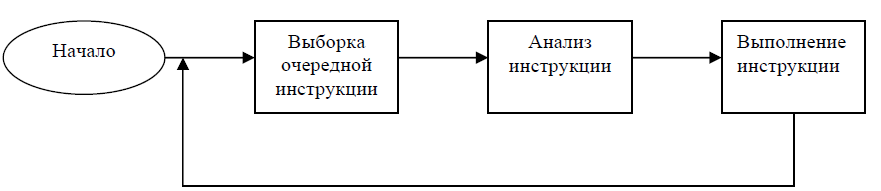 Начало
Выборка
очередной
инструкции
Анализ
инструкции
Выполнение
инструкции